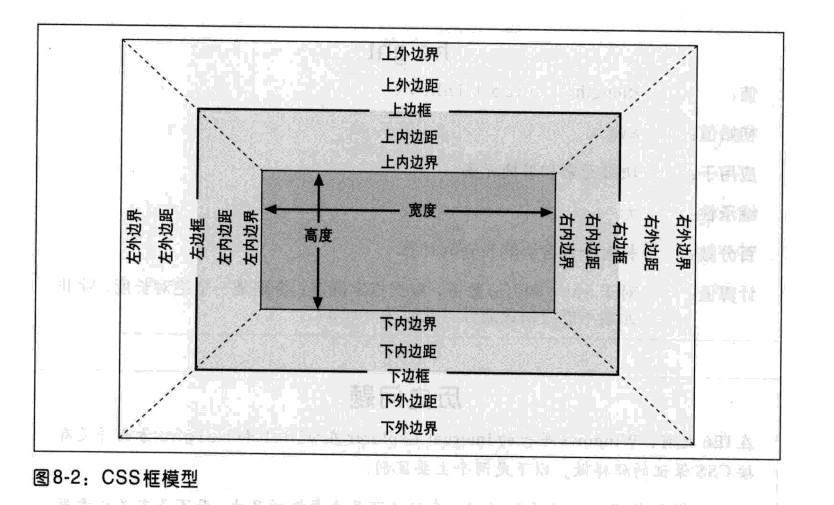 上外边界
上外边距
上边框
上内边距
上内边界
左外边界
左外边距
左边框
左内边距
左内边界
宽度
高度
右内边界
右内边距
右边框
右外边距
右外边界
下内边界
下内边距
下边框
下外边距
下外边界
图8-2：CSS框模型